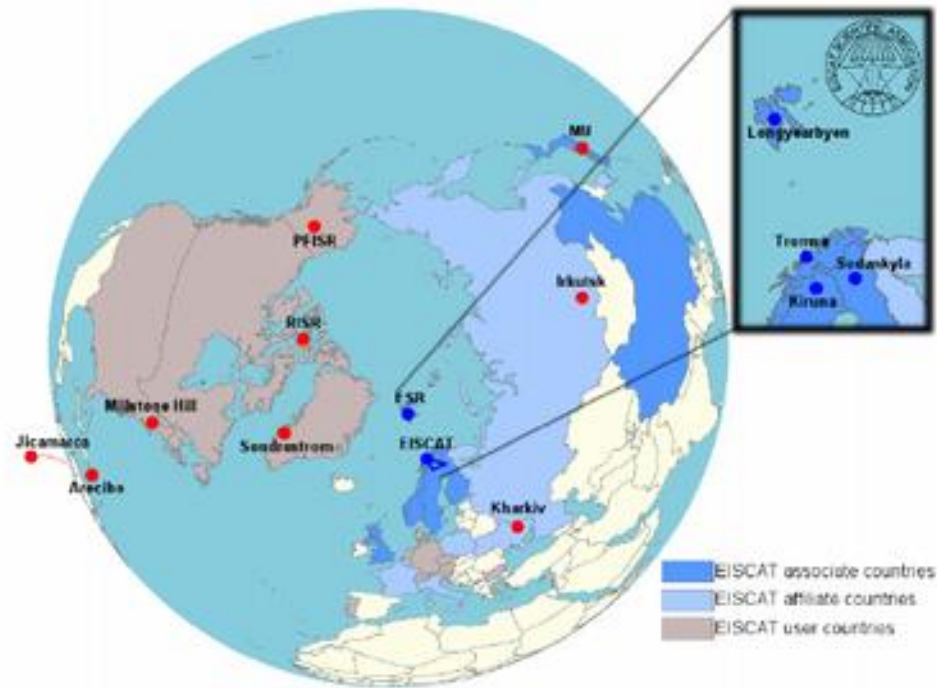 MU
Longyearbyen
PFISR
Tromsø
Sodankyla
Irkutsk
Kiruna
RISR
ESR
Millstone Hill
Sondrestrom
EISCAT
Jicamarca
Arecibo
Kharkiv
EISCAT associate countries
EISCAT affiliate countries
EISCAT user countries